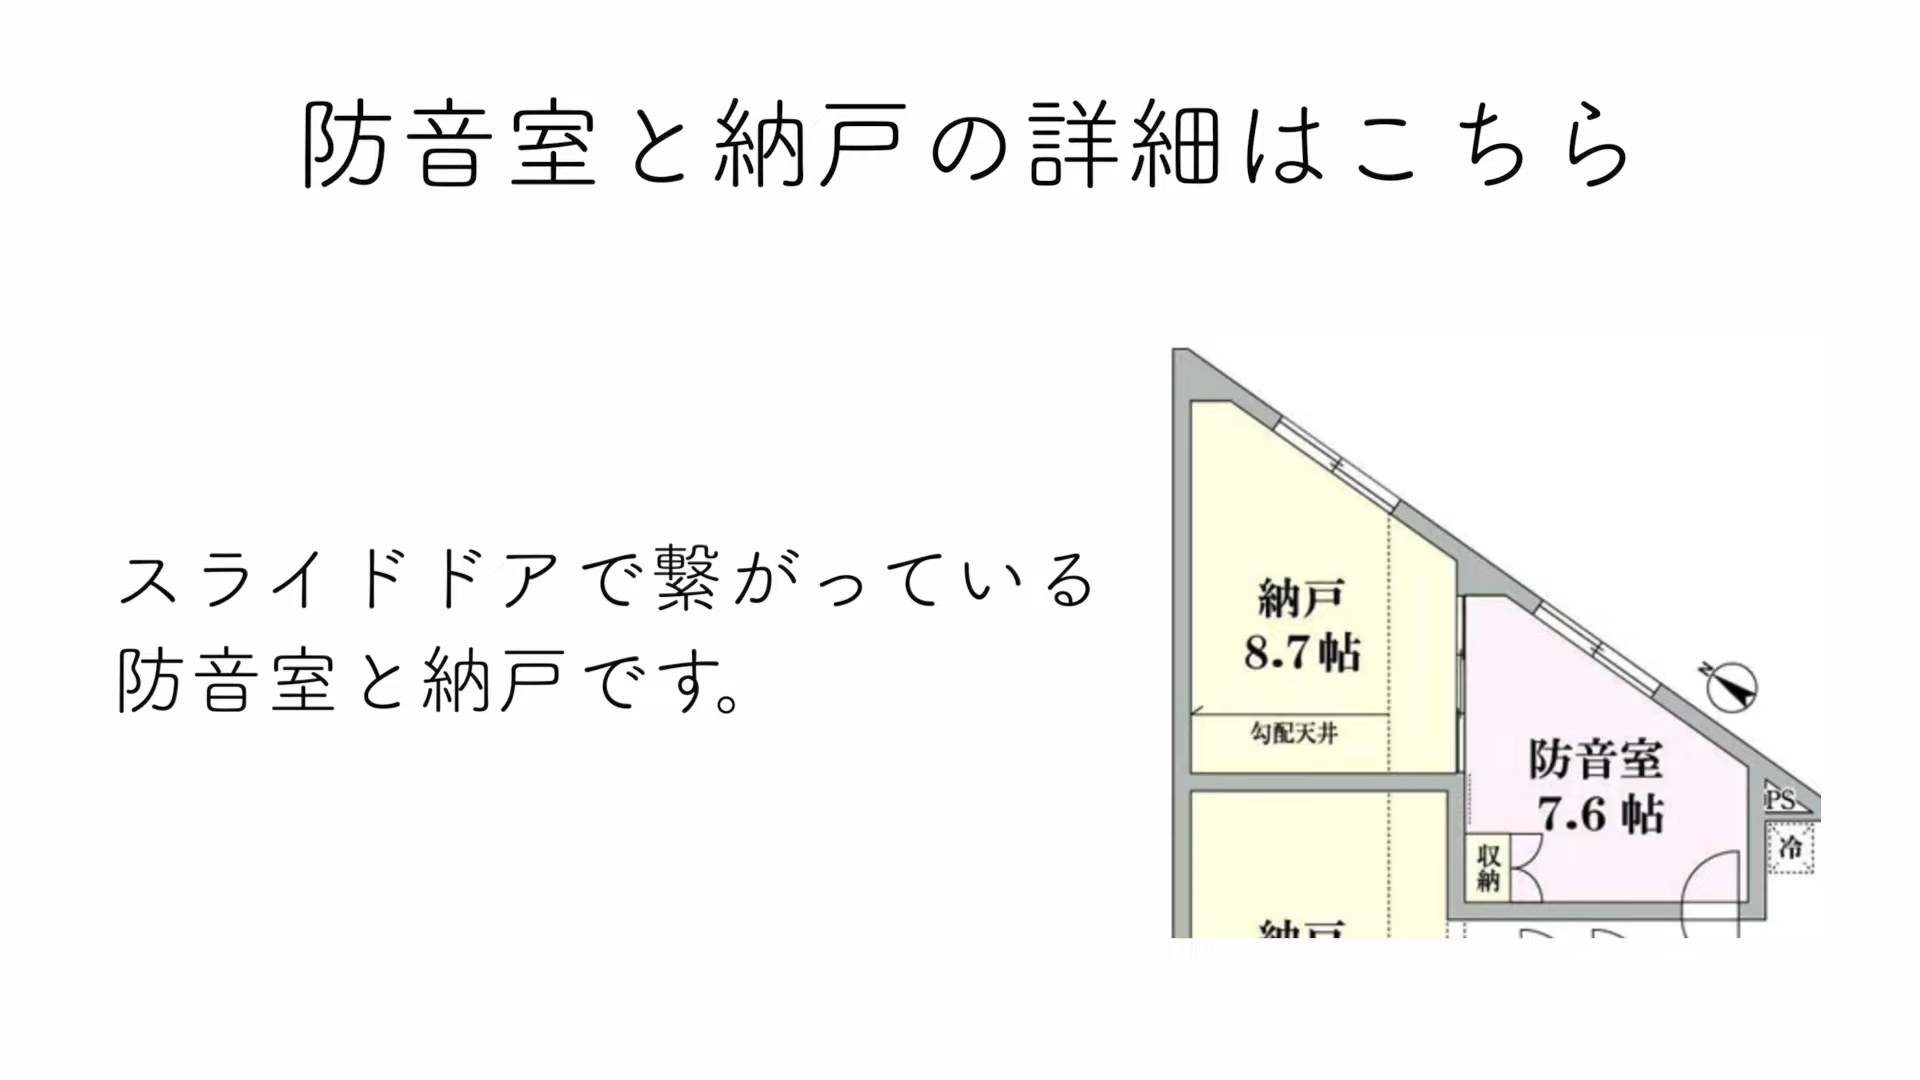 防音室と納戸の詳細はこちら
スライドドアで繋がっている
防音室と納戸です。
納戸
8.7帖
勾配天井
N
防音室
7.6帖
PS
冷
収納
納戸